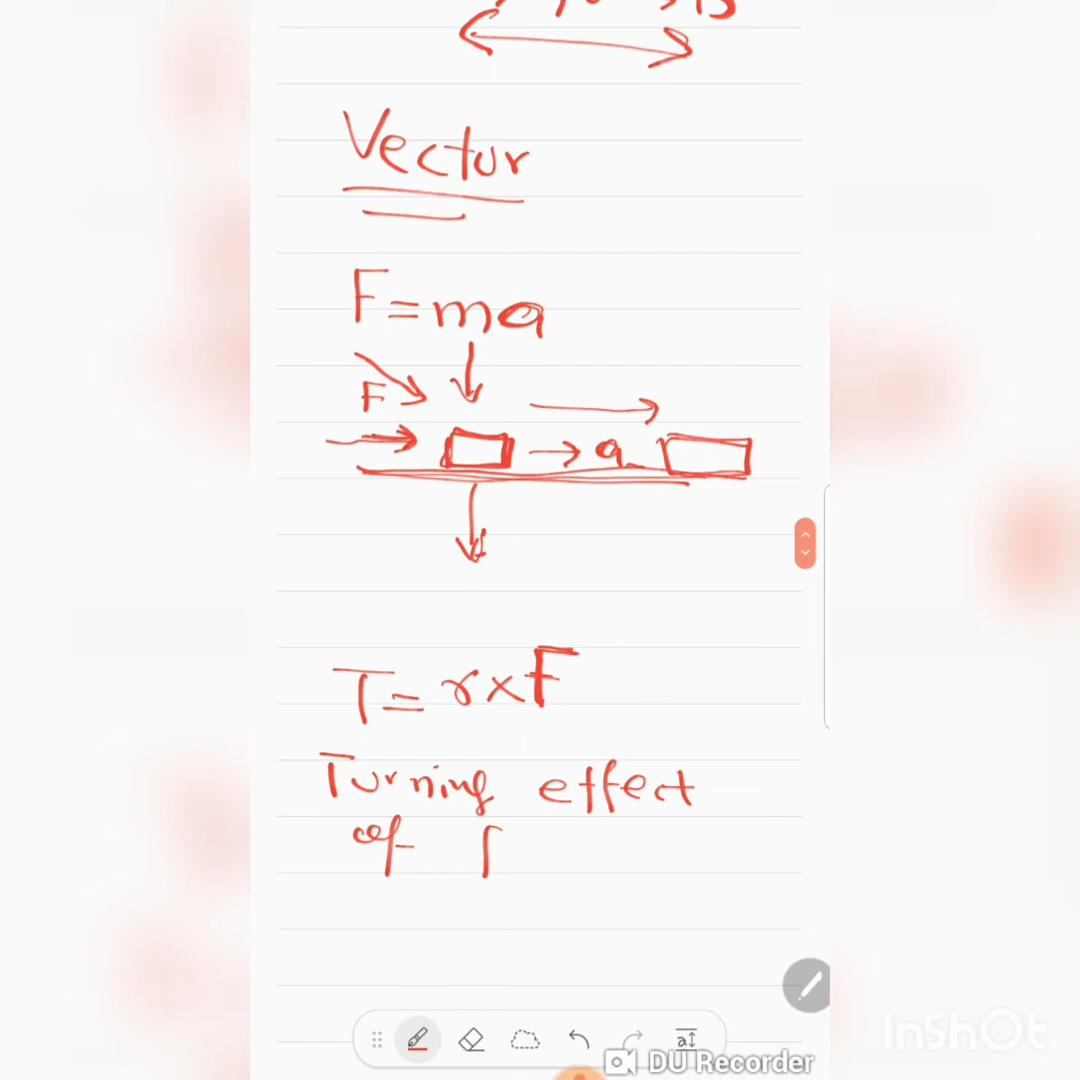 Vector
F=ma
F
a
T=r×F
Turning effect
of
a
DU Recorder
InShOt